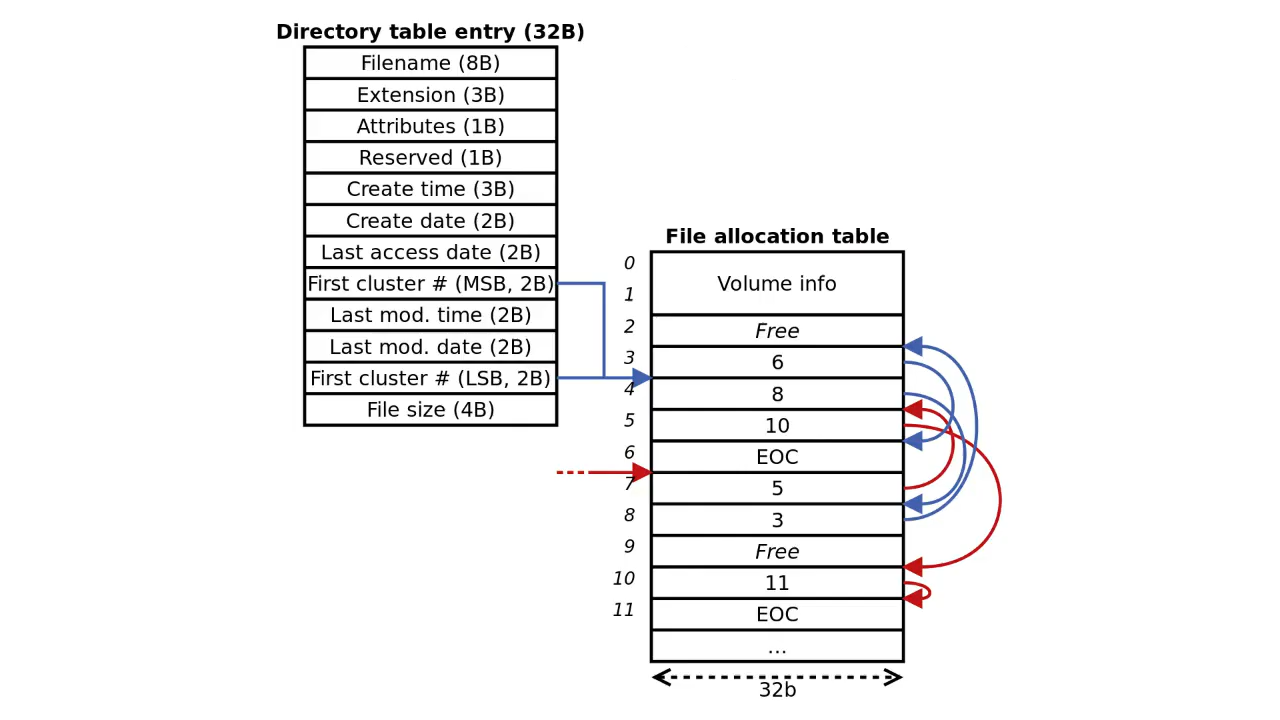 Directory table entry (32B)
Filename (8B)
Extension (3B)
Attributes (1B)
Reserved (1B)
Create time (3B)
Create date (2B)
Last access date (2B)
First cluster # (MSB, 2B)
Last mod. time (2B)
Last mod. date (2B)
First cluster # (LSB, 2B)
File size (4B)
File allocation table
0
1
Volume info
2
Free
3
6
4
8
5
10
6
EOC
7
5
8
3
9
Free
10
11
11
EOC
...
32b